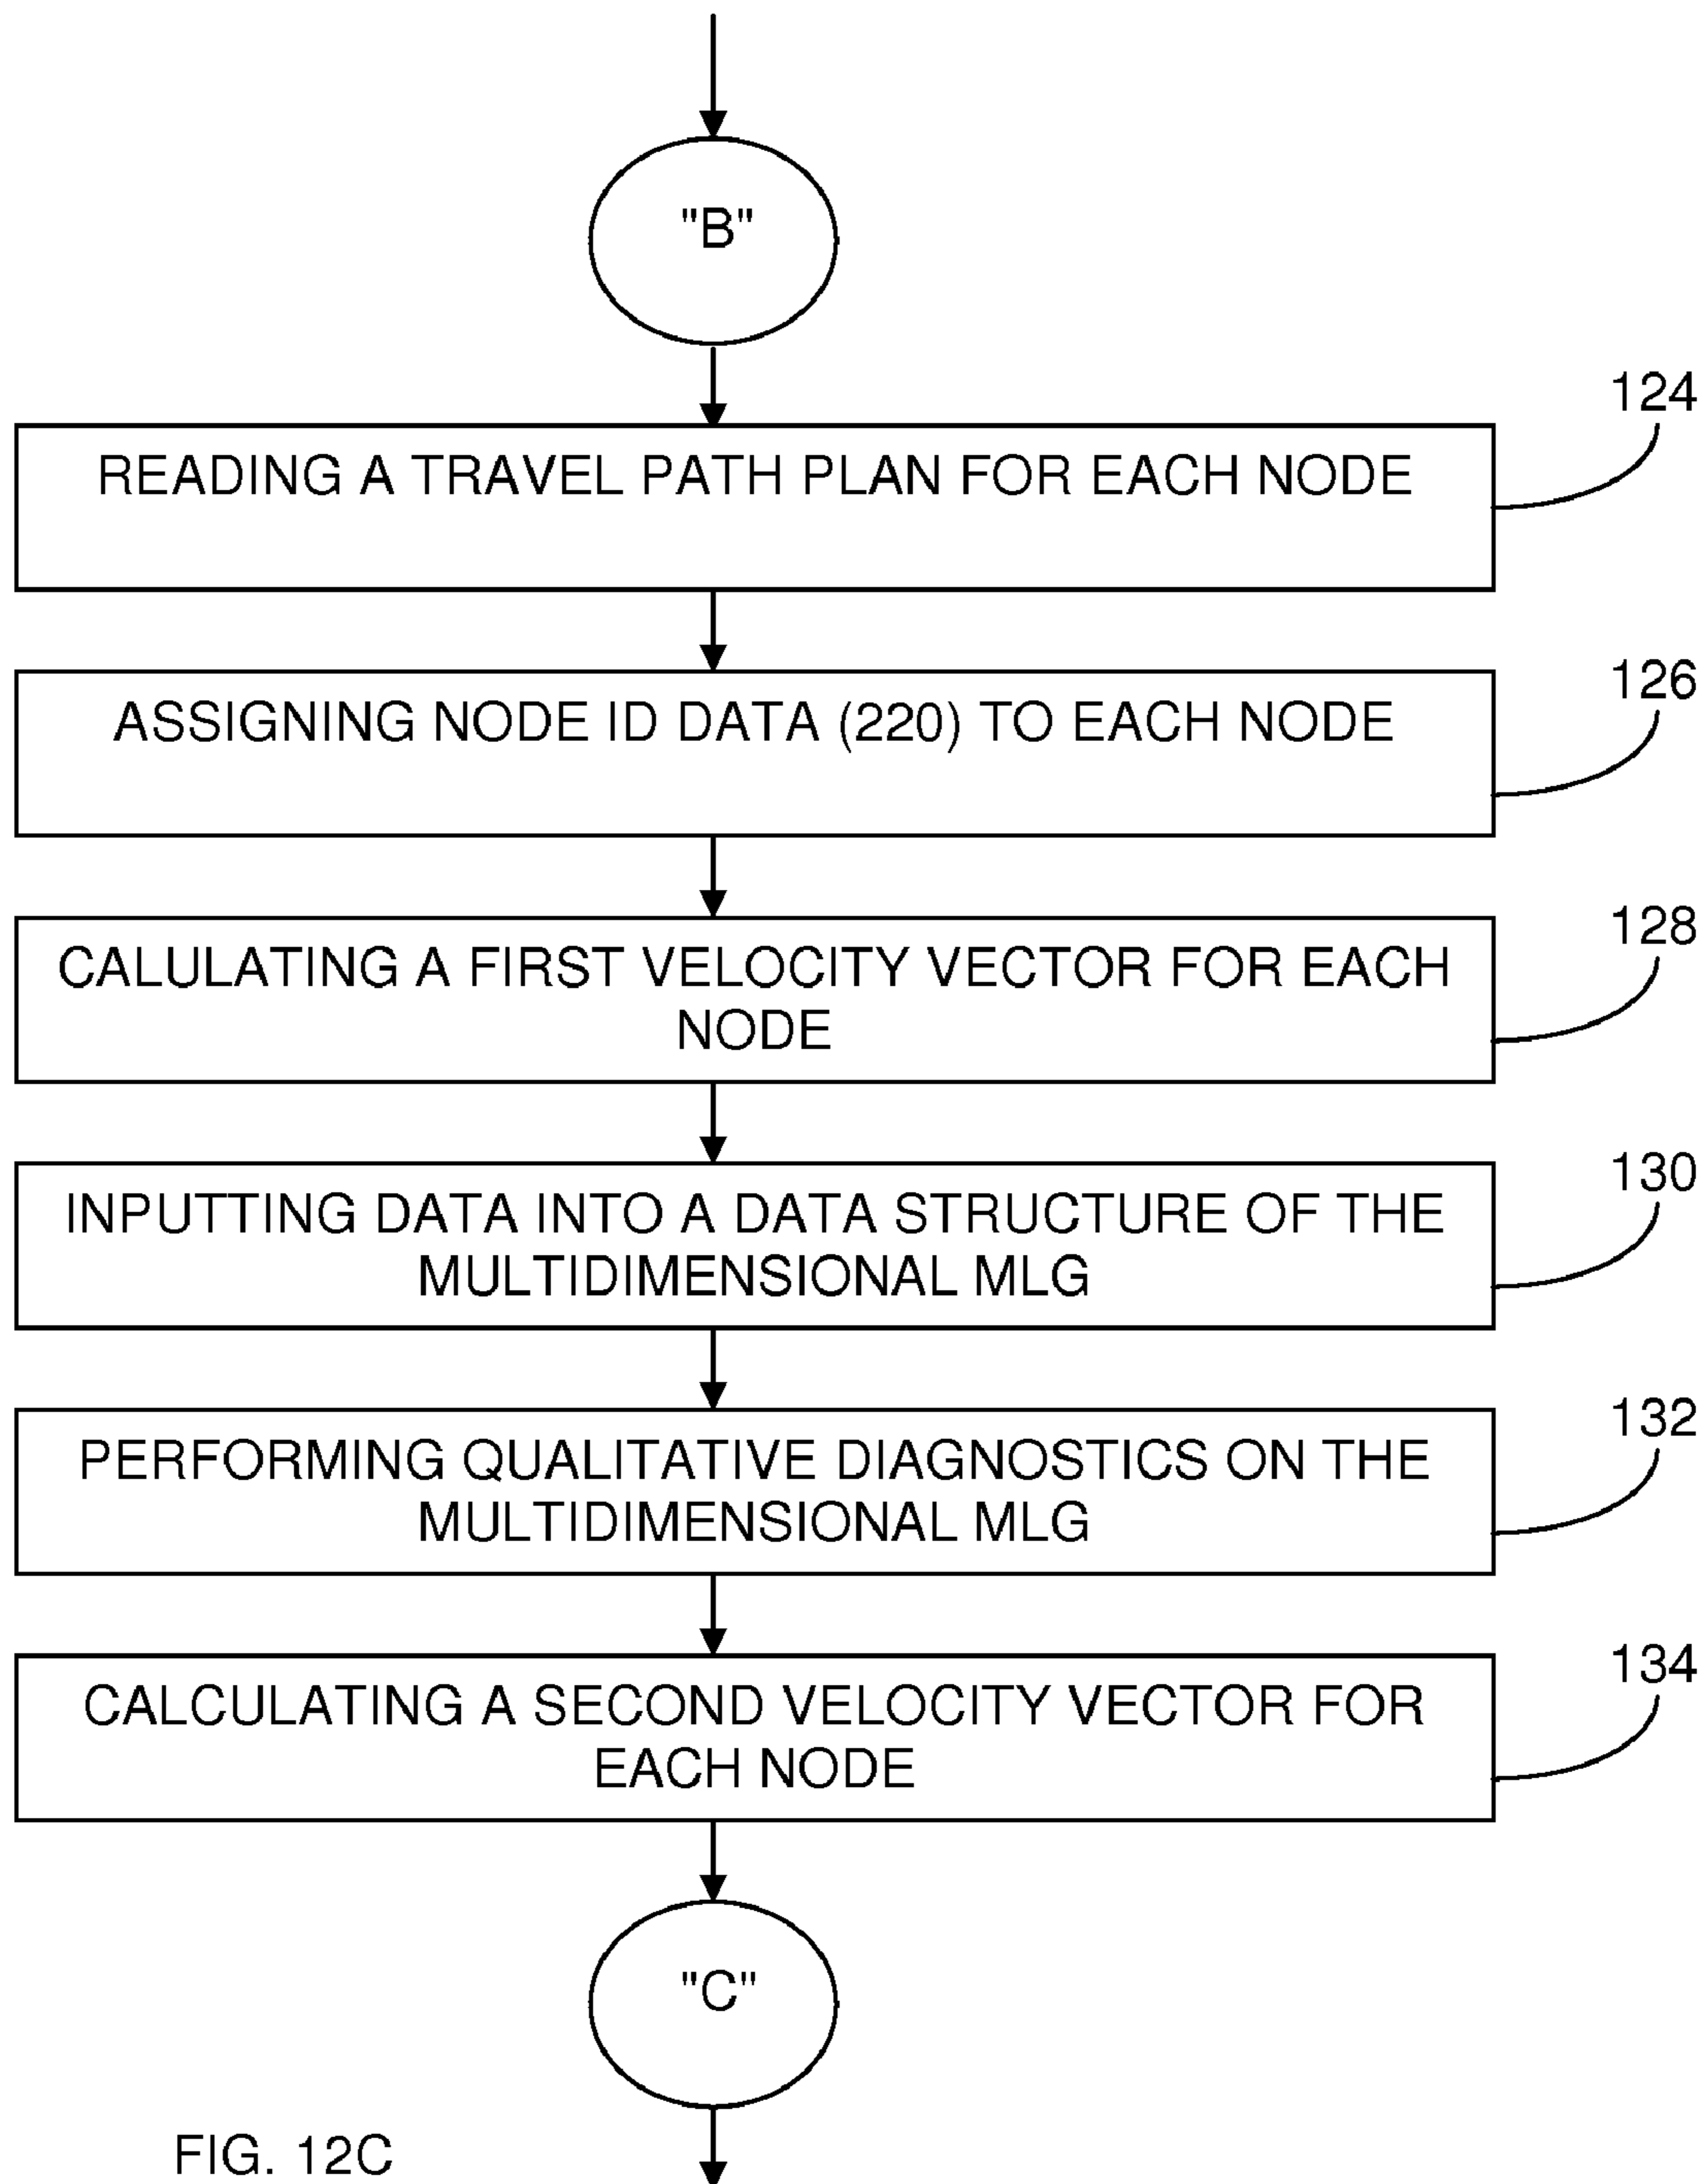 "B"
124
READING A TRAVEL PATH PLAN FOR EACH NODE
126
ASSIGNING NODE ID DATA (220) TO EACH NODE
128
CALULATING A FIRST VELOCITY VECTOR FOR EACH
NODE
130
INPUTTING DATA INTO A DATA STRUCTURE OF THE
MULTIDIMENSIONAL MLG
132
PERFORMING QUALITATIVE DIAGNOSTICS ON THE
MULTIDIMENSIONAL MLG
134
CALCULATING A SECOND VELOCITY VECTOR FOR
EACH NODE
"C"
FIG. 12C